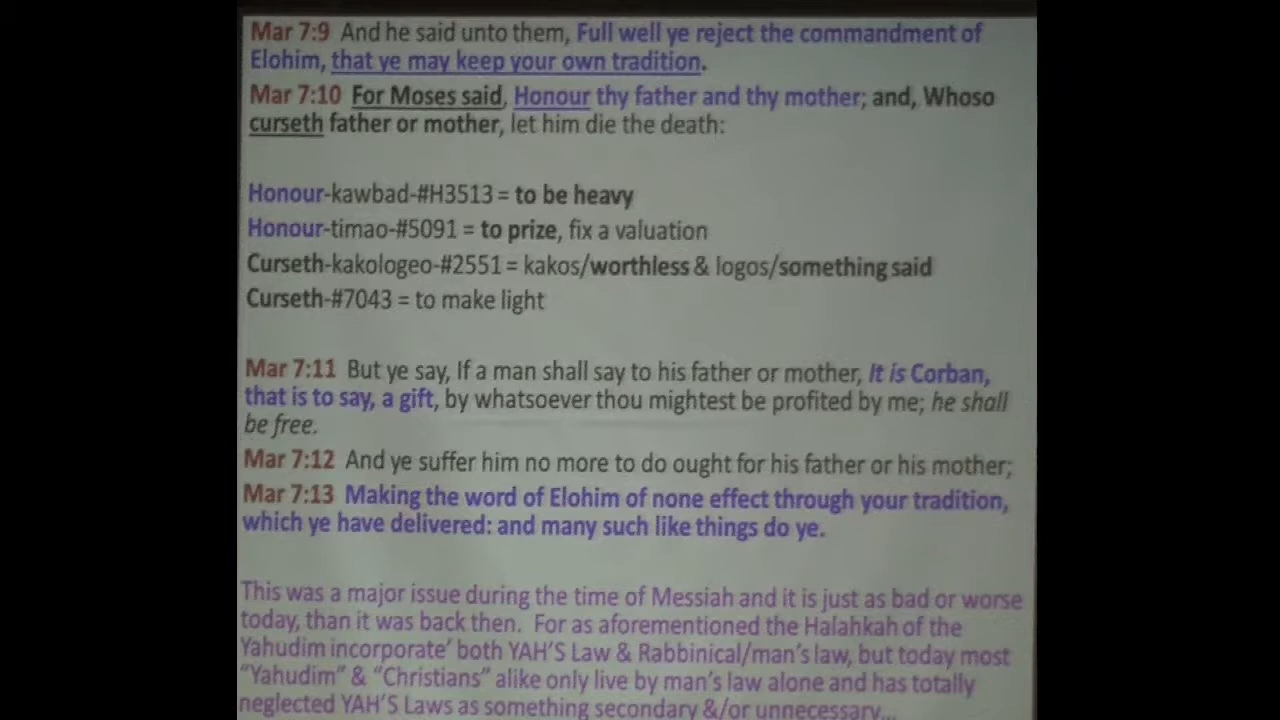 Mar 7:9 And he said unto them, Full well ye reject the commandment of
Elohim, that ye may keep your own tradition.
Mar 7:10 For Moses said, Honour thy father and thy mother; and, Whoso
curseth father or mother, let him die the death:
Honour-kawbad-#H3513 = to be heavy
Honour-timao-#5091 = to prize, fix a valuation
Curseth-kakologeo-#2551 = kakos/worthless & logos/something said
Curseth-#7043 = to make light
Mar 7:11 But ye say, If a man shall say to his father or mother, It is Corban,
that is to say, a gift, by whatsoever thou mightest be profited by me; he shall
be free.
Mar 7:12 And ye suffer him no more to do ought for his father or his mother;
Mar 7:13 Making the word of Elohim of none effect through your tradition,
which ye have delivered: and many such like things do ye.
This was a major issue during the time of Messiah and it is just as bad or worse
today, than it was back then. For as aforementioned the Halahkah of the
Yahudim incorporate' both YAH'S Law & Rabbinical/man's law, but today most
"Yahudim" & "Christians" alike only live by man's law alone and has totally
neglected YAH'S Laws as something secondary &/or unnecessary...